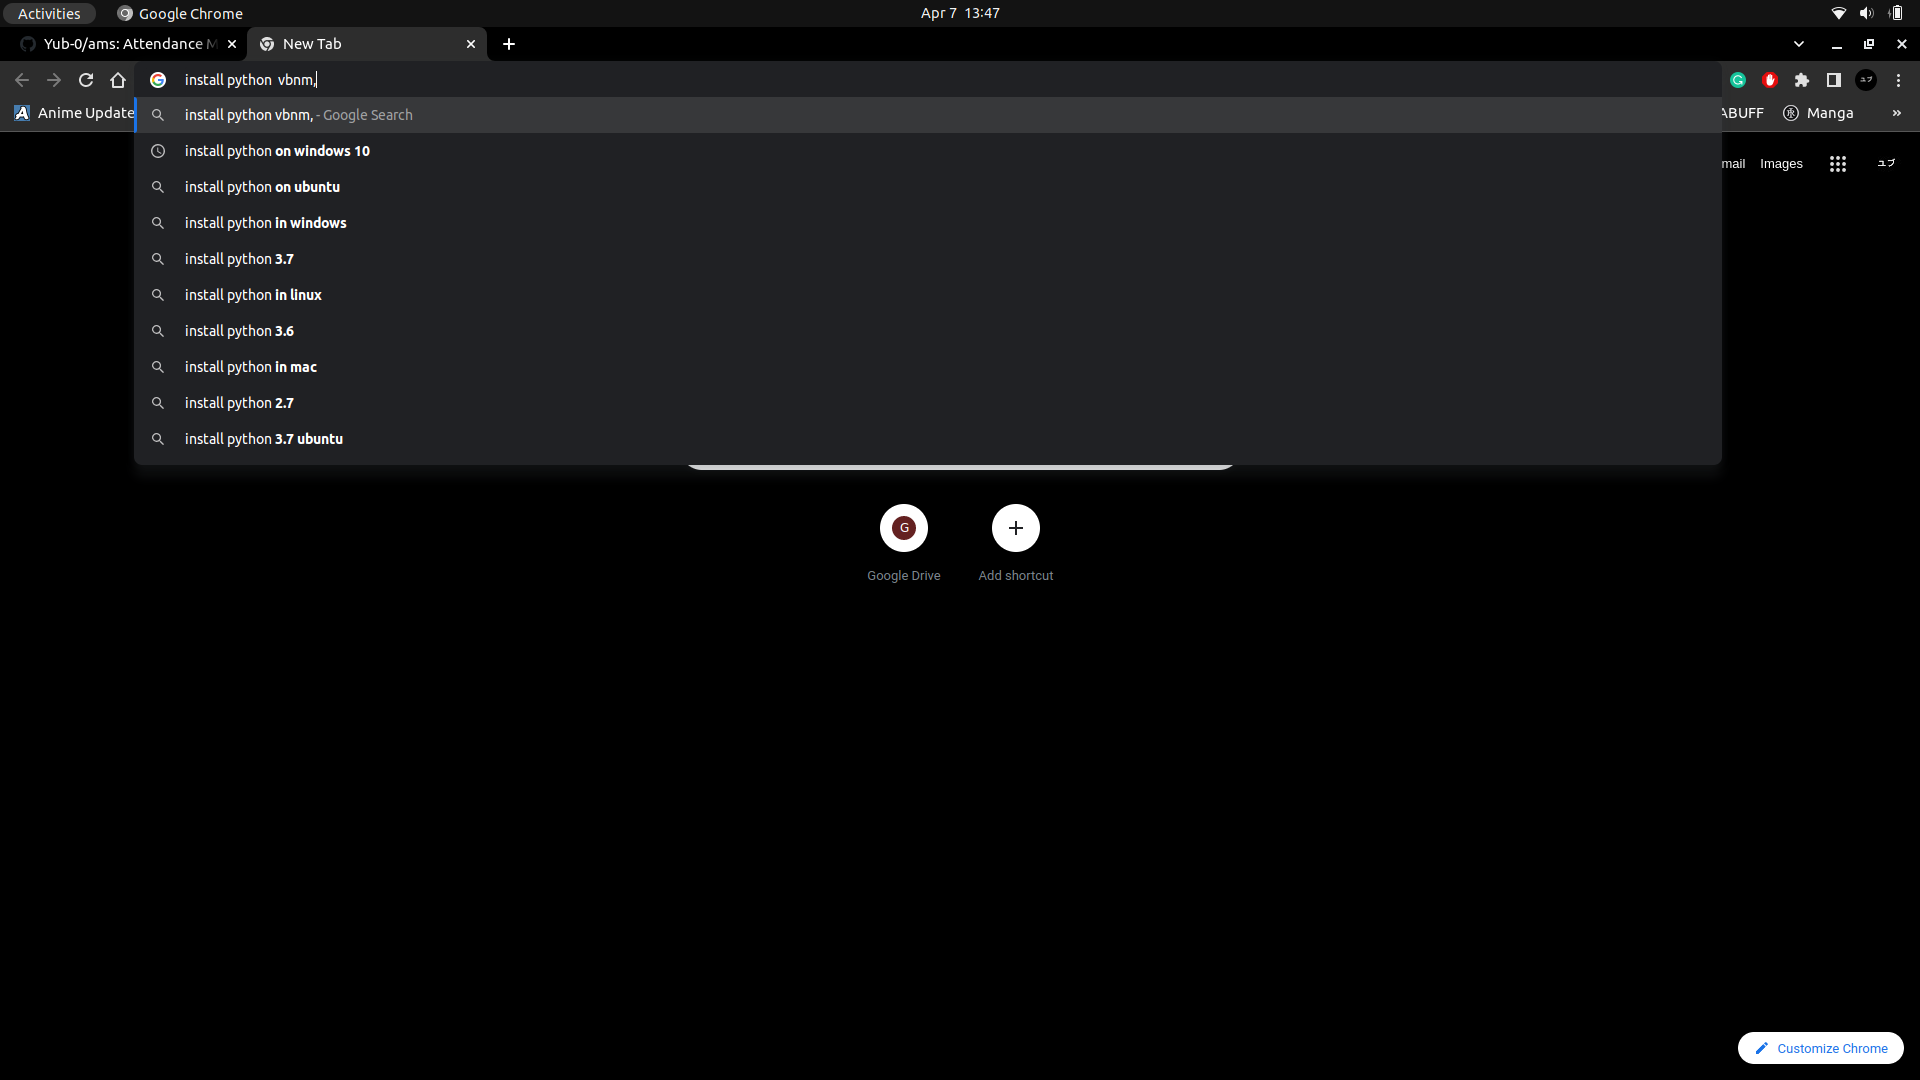 Activities Google Chrome Apr 7 13:47
Yub-0/ams: Attendance M New Tab
install python  vbnm,
Anime Update ABUFF Manga
install python vbnm, - Google Search
install python on windows 10
mail Images ユブ
install python on ubuntu
install python in windows
install python 3.7
install python in linux
install python 3.6
install python in mac
install python 2.7
install python 3.7 ubuntu
G
Google Drive Add shortcut
Customize Chrome